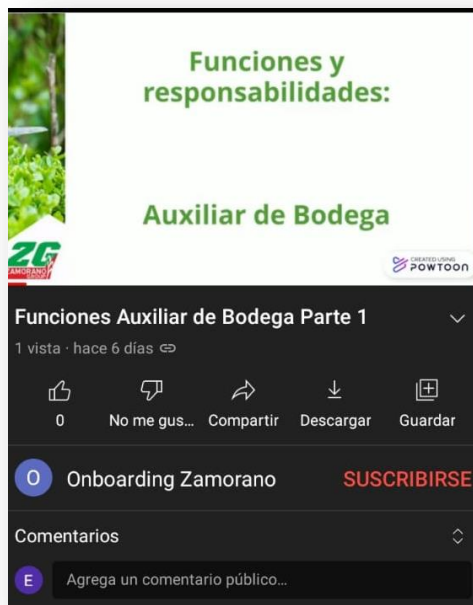 Funciones y
responsabilidades:
Auxiliar de Bodega
ZG
ZAMORANO
GROUP
CREATED USING
POWTOON
Funciones Auxiliar de Bodega Parte 1
1 vista · hace 6 días
0
No me gus...
Compartir
Descargar
Guardar
O
Onboarding Zamorano
SUSCRIBIRSE
Comentarios
E
Agrega un comentario público...